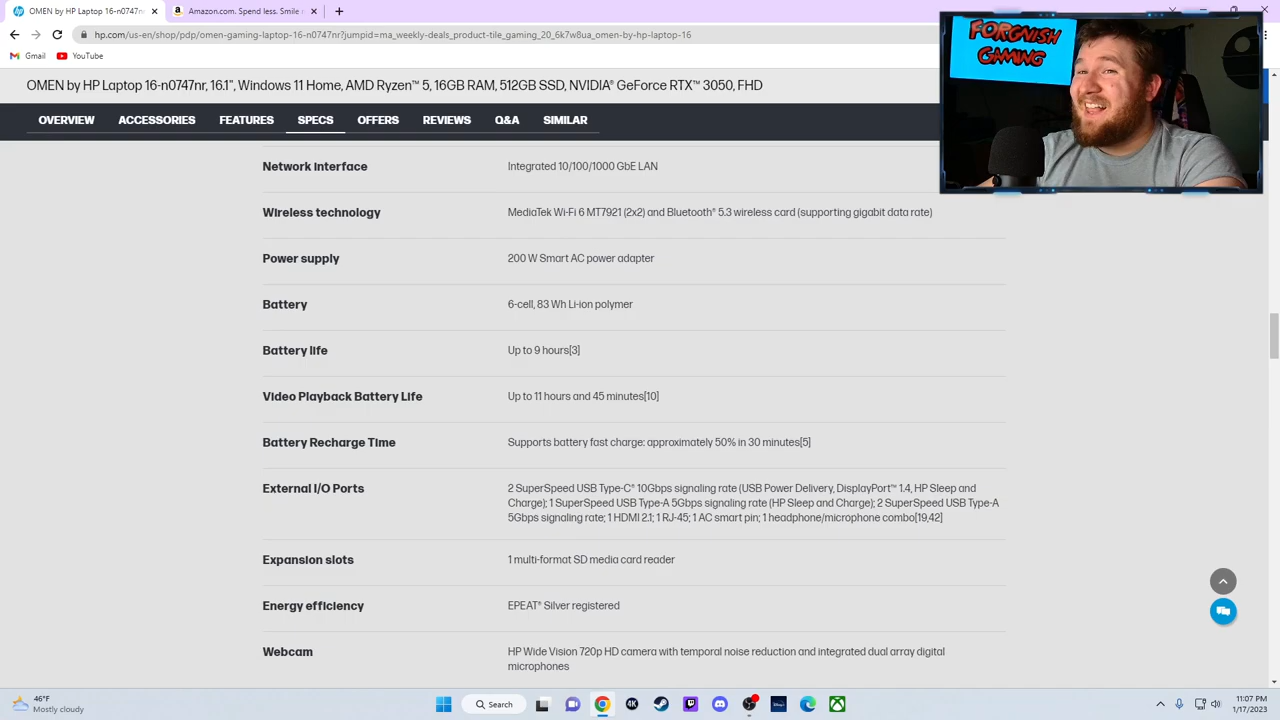 OMEN by HP Laptop 16-n0747nr
Amazon.com. Spend less. Smile
hp.com/us-en/shop/pdp/omen-gaming-laptop
ma_weekly-deals_product-tile_gaming_20_6k7w8ua_omen-by-hp-laptop-16
Gmail
YouTube
FORGNISH
GAMING
OMEN by HP Laptop 16-n0747nr, 16.1", Windows 11 Home, AMD Ryzen™ 5, 16GB RAM, 512GB SSD, NVIDIA® GeForce RTX™ 3050, FHD
OVERVIEW ACCESSORIES FEATURES SPECS OFFERS REVIEWS Q&A SIMILAR
Network interface Integrated 10/100/1000 GbE LAN
Wireless technology MediaTek Wi-Fi 6 MT7921 (2x2) and Bluetooth® 5.3 wireless card (supporting gigabit data rate)
Power supply 200 W Smart AC power adapter
Battery 6-cell, 83 Wh Li-ion polymer
Battery life Up to 9 hours[3]
Video Playback Battery Life Up to 11 hours and 45 minutes[10]
Battery Recharge Time Supports battery fast charge: approximately 50% in 30 minutes[5]
External I/O Ports 2 SuperSpeed USB Type-C® 10Gbps signaling rate (USB Power Delivery, DisplayPort™ 1.4, HP Sleep and
Charge); 1 SuperSpeed USB Type-A 5Gbps signaling rate (HP Sleep and Charge); 2 SuperSpeed USB Type-A
5Gbps signaling rate; 1 HDMI 2.1; 1 RJ-45; 1 AC smart pin; 1 headphone/microphone combo[19,42]
Expansion slots 1 multi-format SD media card reader
Energy efficiency EPEAT® Silver registered
Webcam HP Wide Vision 720p HD camera with temporal noise reduction and integrated dual array digital
microphones
46°F
Mostly cloudy
Search
11:07 PM
1/17/2023